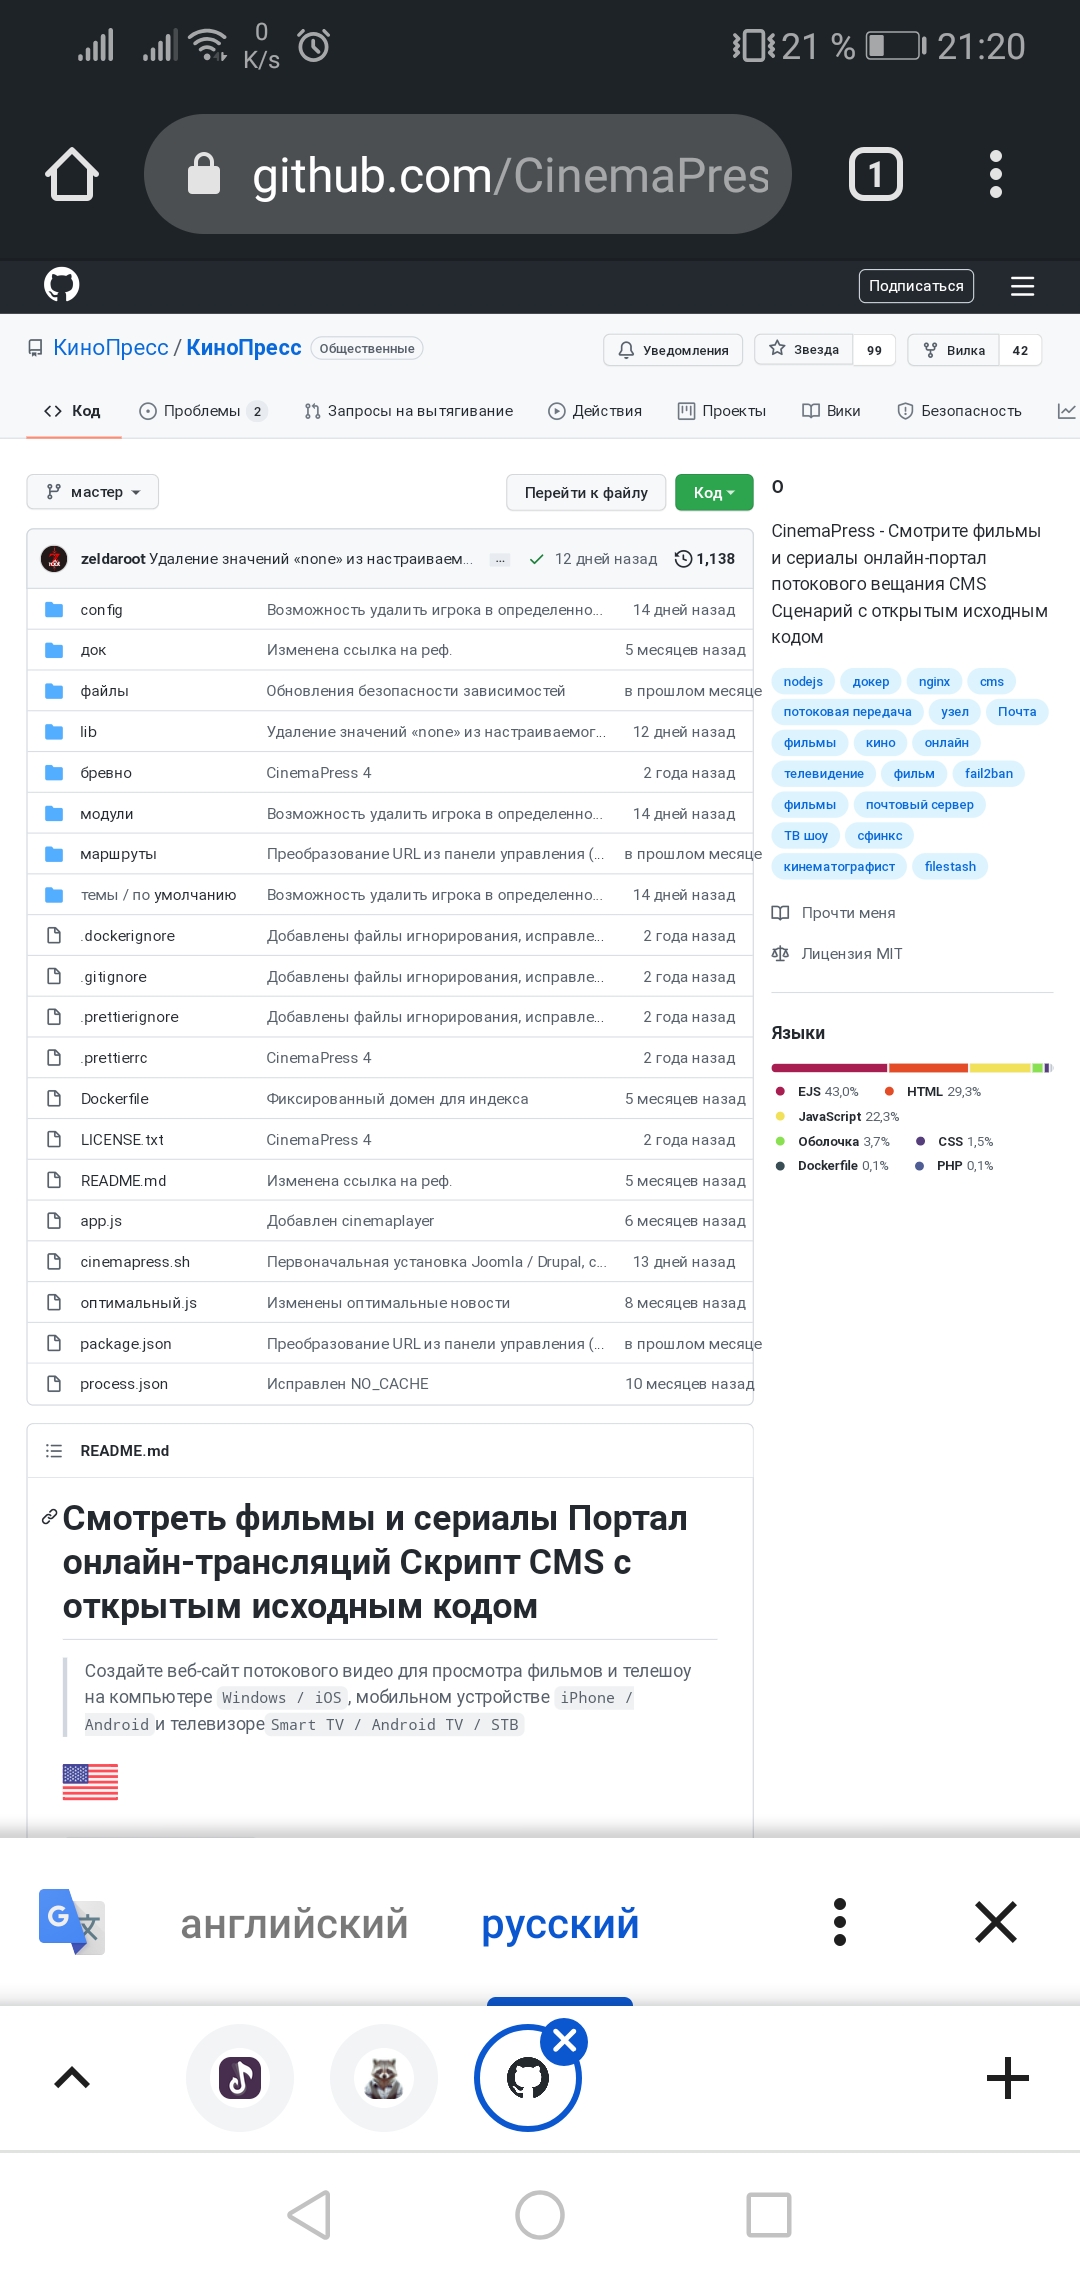 0 K/s 21 % 21:20
github.com/CinemaPres 1
Подписаться
КиноПресс / КиноПресс Общественные Уведомления Звезда 99 Вилка 42
Код Проблемы 2 Запросы на вытягивание Действия Проекты Вики Безопасность
мастер Перейти к файлу Код
zeldaroot Удаление значений «none» из настраиваем... ... 12 дней назад 1,138
config Возможность удалить игрока в определенно... 14 дней назад
док Изменена ссылка на реф. 5 месяцев назад
файлы Обновления безопасности зависимостей в прошлом месяце
lib Удаление значений «none» из настраиваемог... 12 дней назад
бревно CinemaPress 4 2 года назад
модули Возможность удалить игрока в определенно... 14 дней назад
маршруты Преобразование URL из панели управления (... в прошлом месяце
темы / по умолчанию Возможность удалить игрока в определенно... 14 дней назад
.dockerignore Добавлены файлы игнорирования, исправле... 2 года назад
.gitignore Добавлены файлы игнорирования, исправле... 2 года назад
.prettierignore Добавлены файлы игнорирования, исправле... 2 года назад
.prettierrc CinemaPress 4 2 года назад
Dockerfile Фиксированный домен для индекса 5 месяцев назад
LICENSE.txt CinemaPress 4 2 года назад
README.md Изменена ссылка на реф. 5 месяцев назад
app.js Добавлен cinemaplayer 6 месяцев назад
cinemapress.sh Первоначальная установка Joomla / Drupal, с... 13 дней назад
оптимальный.js Изменены оптимальные новости 8 месяцев назад
package.json Преобразование URL из панели управления (... в прошлом месяце
process.json Исправлен NO_CACHE 10 месяцев назад
О
CinemaPress - Смотрите фильмы
и сериалы онлайн-портал
потокового вещания CMS
Сценарий с открытым исходным
кодом
nodejs докер nginx cms
потоковая передача узел Почта
фильмы кино онлайн
телевидение фильм fail2ban
фильмы почтовый сервер
ТВ шоу сфинкс
кинематографист filestash
Прочти меня
Лицензия MIT
Языки
EJS 43,0% HTML 29,3%
JavaScript 22,3%
Оболочка 3,7% CSS 1,5%
Dockerfile 0,1% PHP 0,1%
README.md
Смотреть фильмы и сериалы Портал
онлайн-трансляций Скрипт CMS с
открытым исходным кодом
Создайте веб-сайт потокового видео для просмотра фильмов и телешоу
на компьютере Windows / iOS, мобильном устройстве iPhone /
Android и телевизоре Smart TV / Android TV / STB
G 文 английский русский